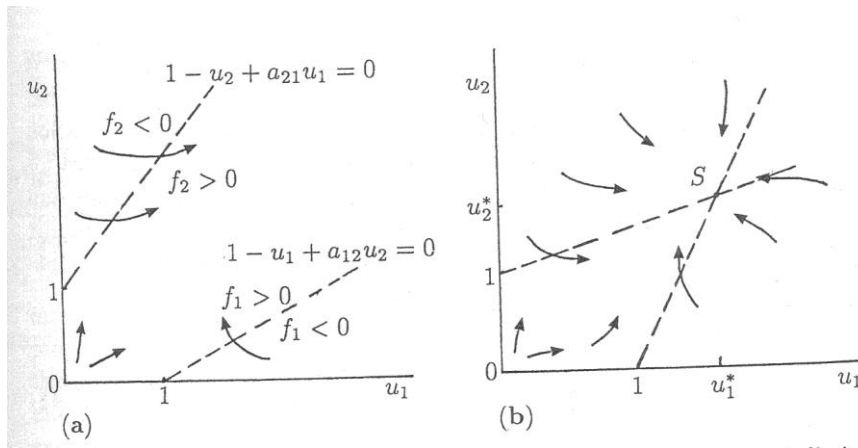 u₂
1 − u₂ + a₂₁u₁ = 0
f₂ < 0
f₂ > 0
1 − u₁ + a₁₂u₂ = 0
f₁ > 0
f₁ < 0
1
0
1
u₁
(a)
u₂
S
u₂*
1
0
1
u₁*
u₁
(b)